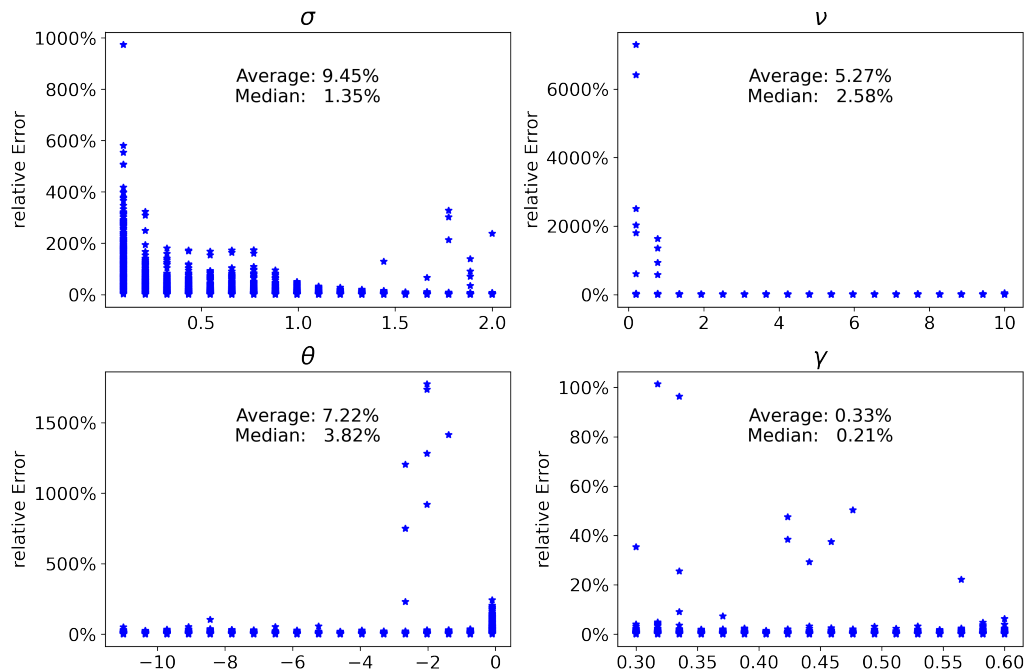 σ
1000%
800%
600%
400%
200%
0%
relative Error
Average: 9.45%
Median: 1.35%
0.5 1.0 1.5 2.0
ν
6000%
4000%
2000%
0%
relative Error
Average: 5.27%
Median: 2.58%
0 2 4 6 8 10
θ
1500%
1000%
500%
0%
relative Error
Average: 7.22%
Median: 3.82%
−10 −8 −6 −4 −2 0
γ
100%
80%
60%
40%
20%
0%
relative Error
Average: 0.33%
Median: 0.21%
0.30 0.35 0.40 0.45 0.50 0.55 0.60